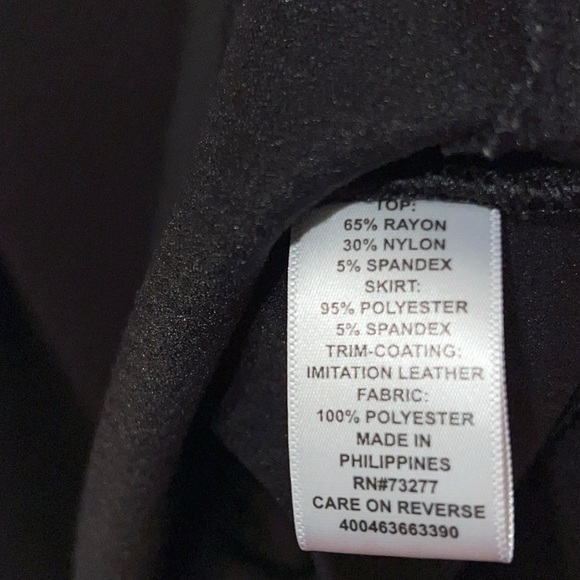 TOP:
65% RAYON
30% NYLON
5% SPANDEX
SKIRT:
95% POLYESTER
5% SPANDEX
TRIM-COATING:
IMITATION LEATHER
FABRIC:
100% POLYESTER
MADE IN
PHILIPPINES
RN#73277
CARE ON REVERSE
400463663390